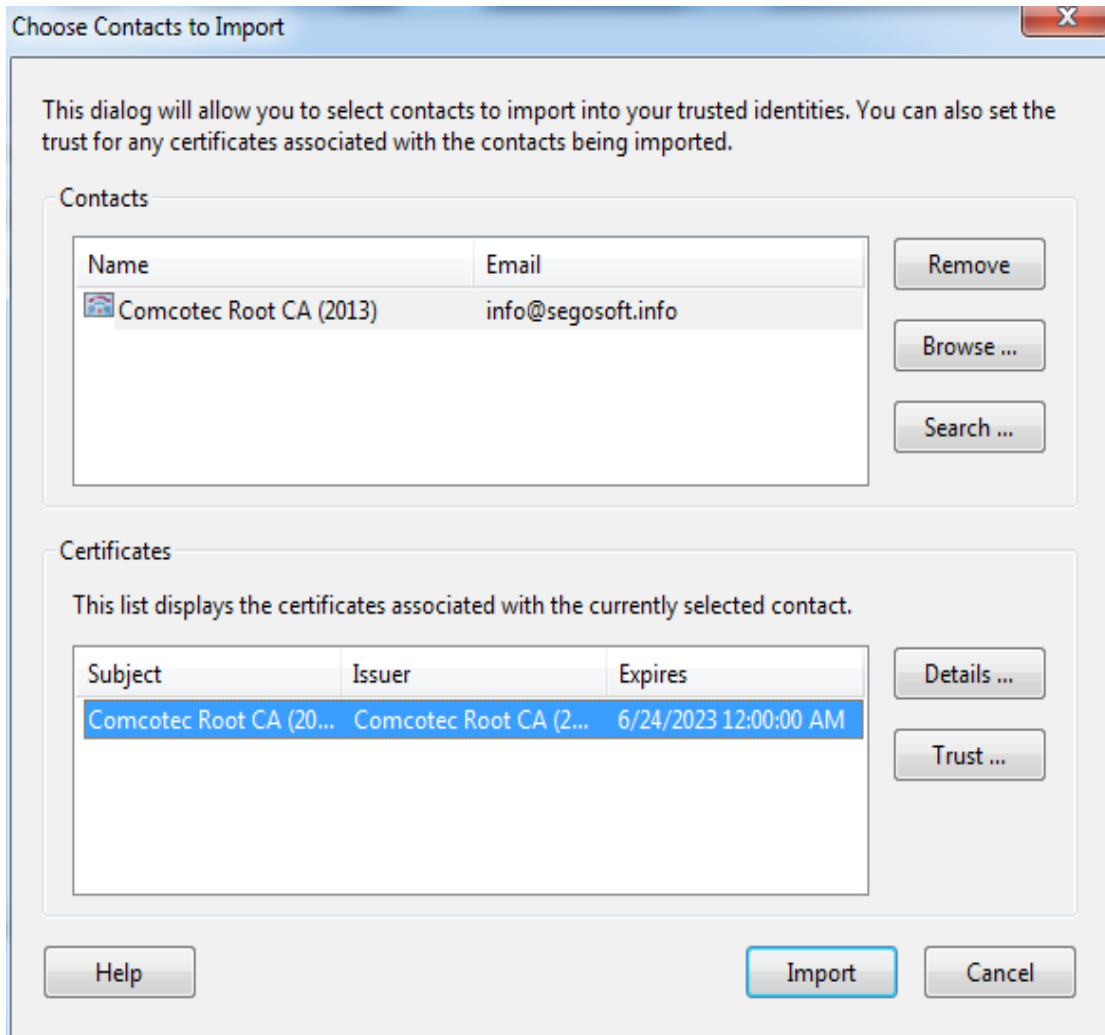 Choose Contacts to Import
X
This dialog will allow you to select contacts to import into your trusted identities. You can also set the
trust for any certificates associated with the contacts being imported.
Contacts
Name Email
Comcotec Root CA (2013) info@segosoft.info
Remove
Browse ...
Search ...
Certificates
This list displays the certificates associated with the currently selected contact.
Subject Issuer Expires
Comcotec Root CA (20... Comcotec Root CA (2... 6/24/2023 12:00:00 AM
Details ...
Trust ...
Help Import Cancel